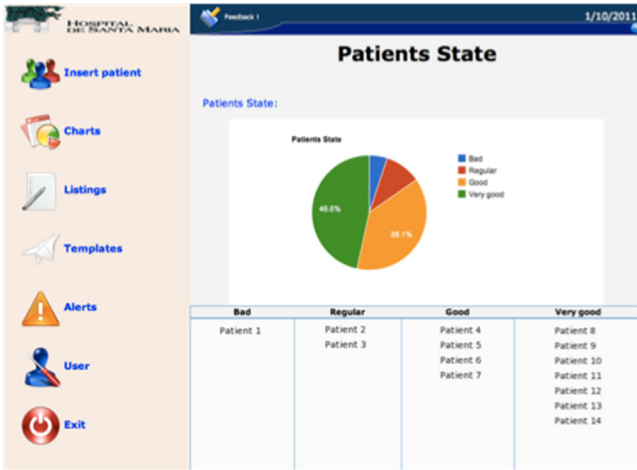 HOSPITAL
DE SANTA MARIA
Feedback !
1/10/2011
Insert patient
Charts
Listings
Templates
Alerts
User
Exit
Patients State
Patients State:
Patients State
46.6%
38.1%
Bad
Regular
Good
Very good
Bad Regular Good Very good
Patient 1 Patient 2 Patient 4 Patient 8
Patient 3 Patient 5 Patient 9
Patient 6 Patient 10
Patient 7 Patient 11
Patient 12
Patient 13
Patient 14